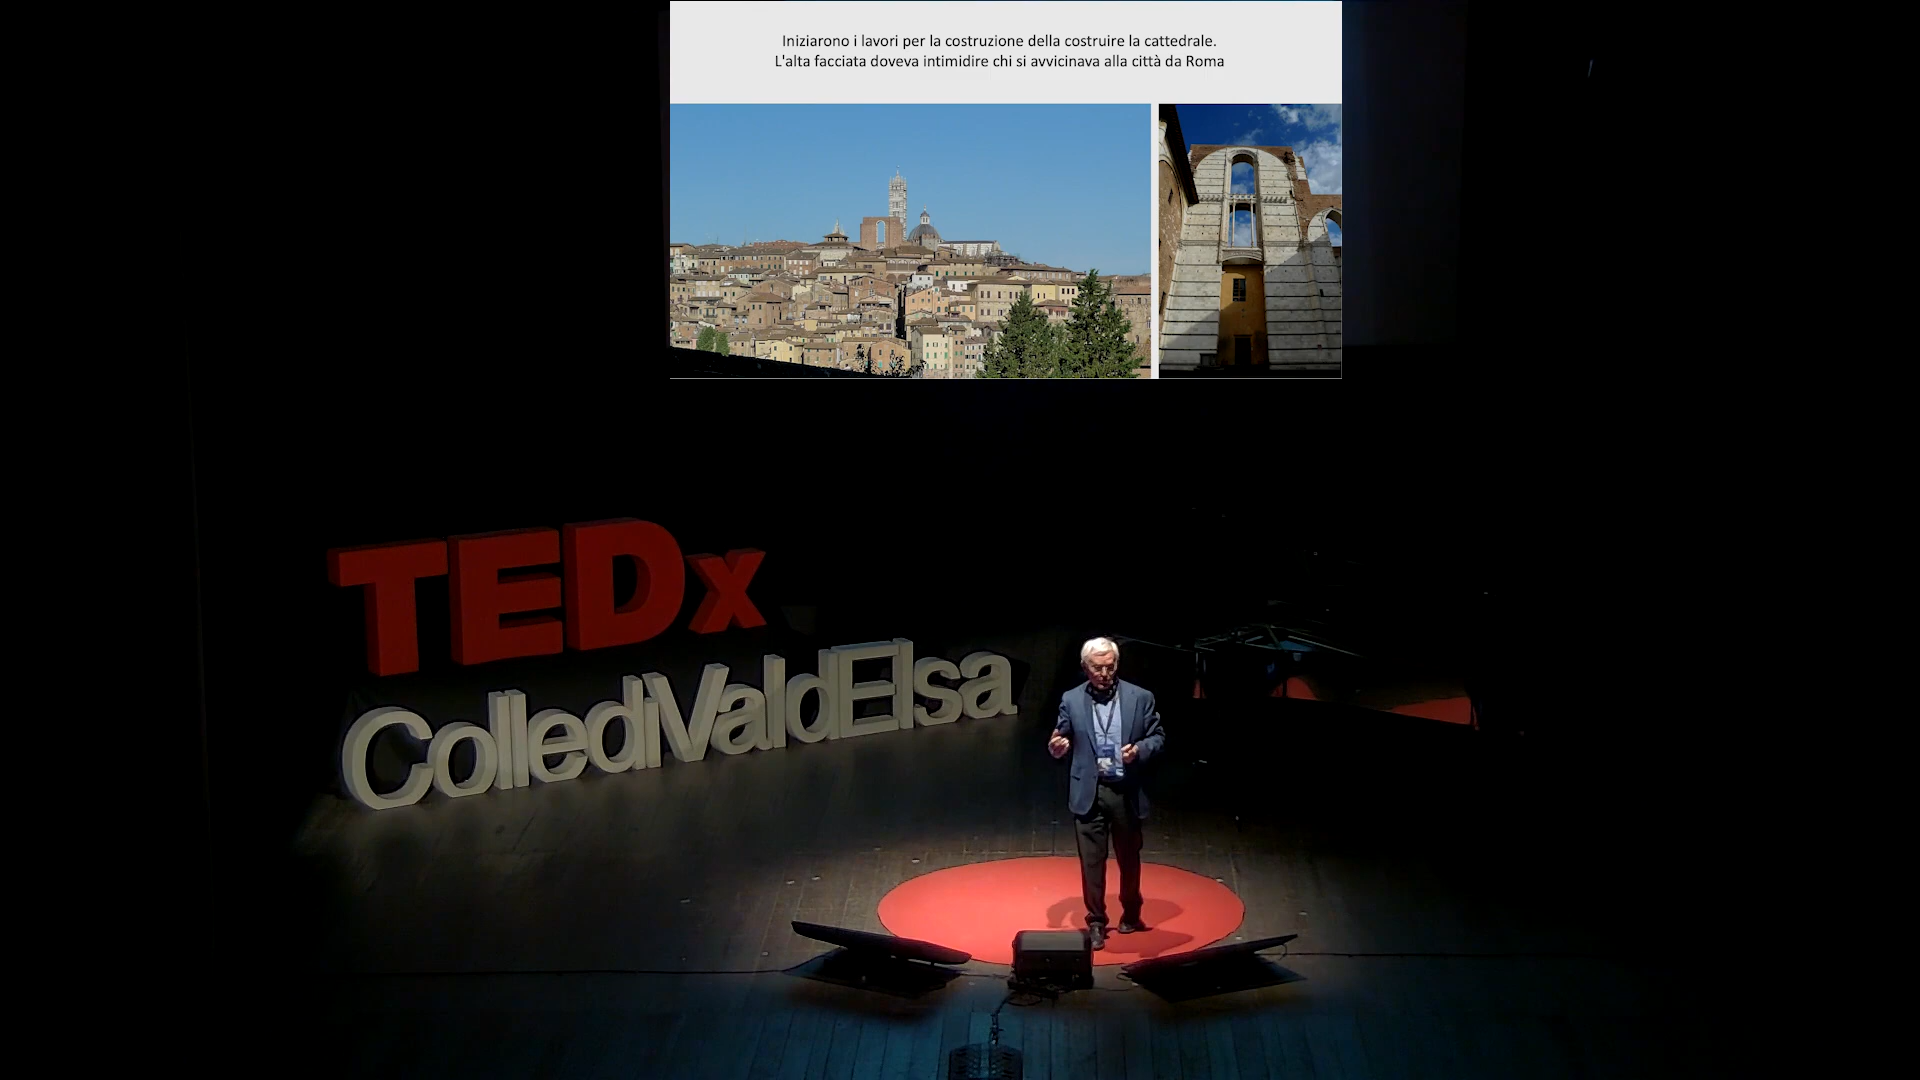 Iniziarono i lavori per la costruzione della costruire la cattedrale.
L'alta facciata doveva intimidire chi si avvicinava alla città da Roma
TEDx
CollediValdElsa